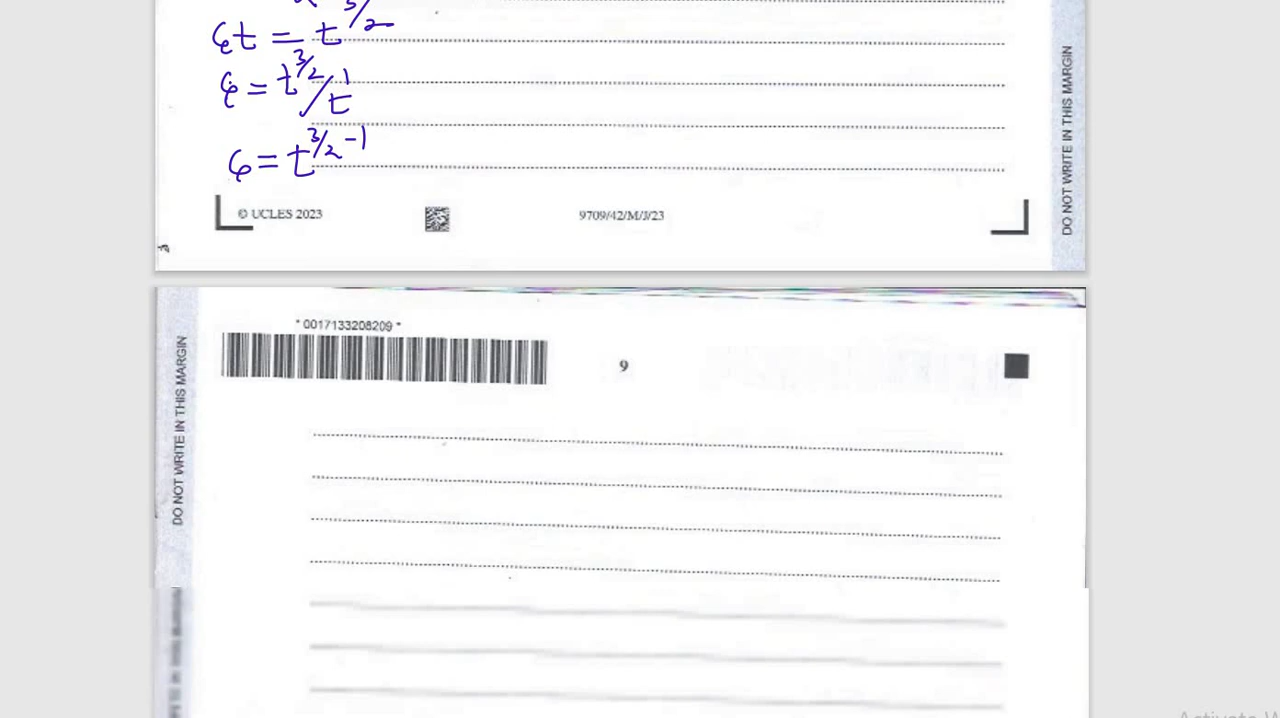 6t = t^3/2
6 = t^3/2 / t^1
6 = t^3/2 - 1
DO NOT WRITE IN THIS MARGIN
© UCLES 2023
9709/42/M/J/23
* 0017133208209 *
9
DO NOT WRITE IN THIS MARGIN